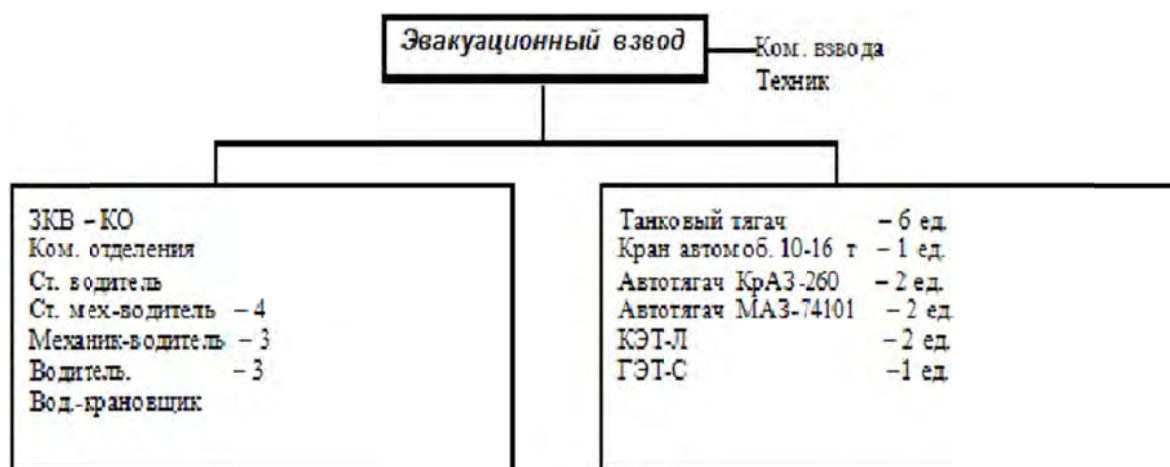 Эвакуационный взвод
Ком. взвода
Техник
ЗКВ – КО
Ком. отделения
Ст. водитель
Ст. мех.-водитель – 4
Механик-водитель – 3
Водитель. – 3
Вод.-крановщик
Танковый тягач – 6 ед.
Кран автомоб. 10-16 т – 1 ед.
Автотягач КрАЗ-260 – 2 ед.
Автотягач МАЗ-74101 – 2 ед.
КЭТ-Л – 2 ед.
ГЭТ-С –1 ед.